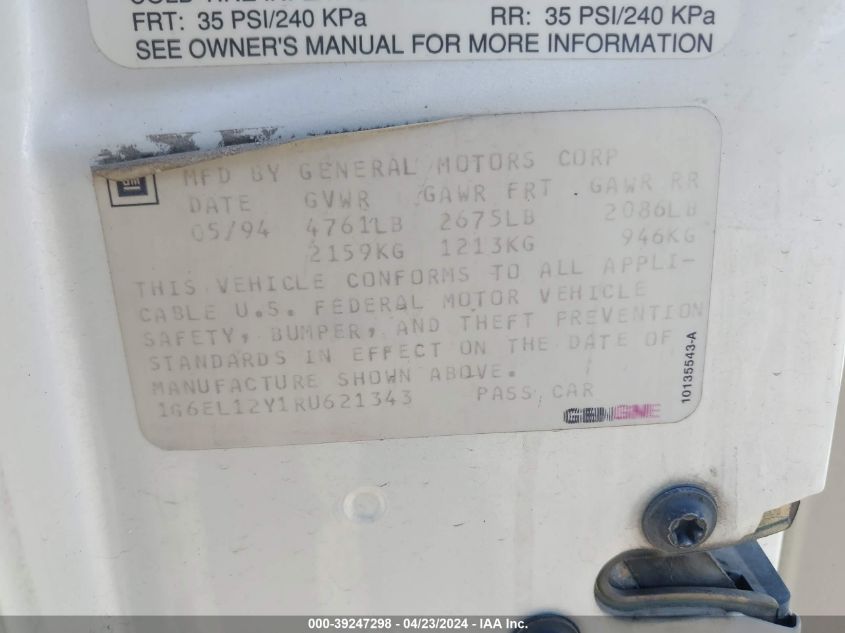 FRT: 35 PSI/240 KPa RR: 35 PSI/240 KPa
SEE OWNER'S MANUAL FOR MORE INFORMATION
MFD BY GENERAL MOTORS CORP
GM
DATE GVWR GAWR FRT GAWR RR
05/94 4761LB 2675LB 2086LB
2159KG 1213KG 946KG
THIS VEHICLE CONFORMS TO ALL APPLI-
CABLE U.S. FEDERAL MOTOR VEHICLE
SAFETY, BUMPER, AND THEFT PREVENTION
STANDARDS IN EFFECT ON THE DATE OF
MANUFACTURE SHOWN ABOVE.
1G6EL12Y1RU621343 PASS CAR
10135543-A
000-39247298 - 04/23/2024 - IAA Inc.